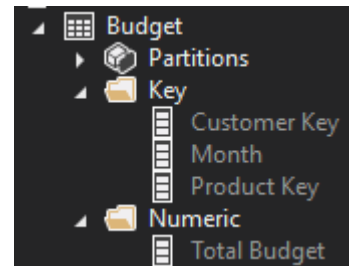 Budget
Partitions
Key
Customer Key
Month
Product Key
Numeric
Total Budget